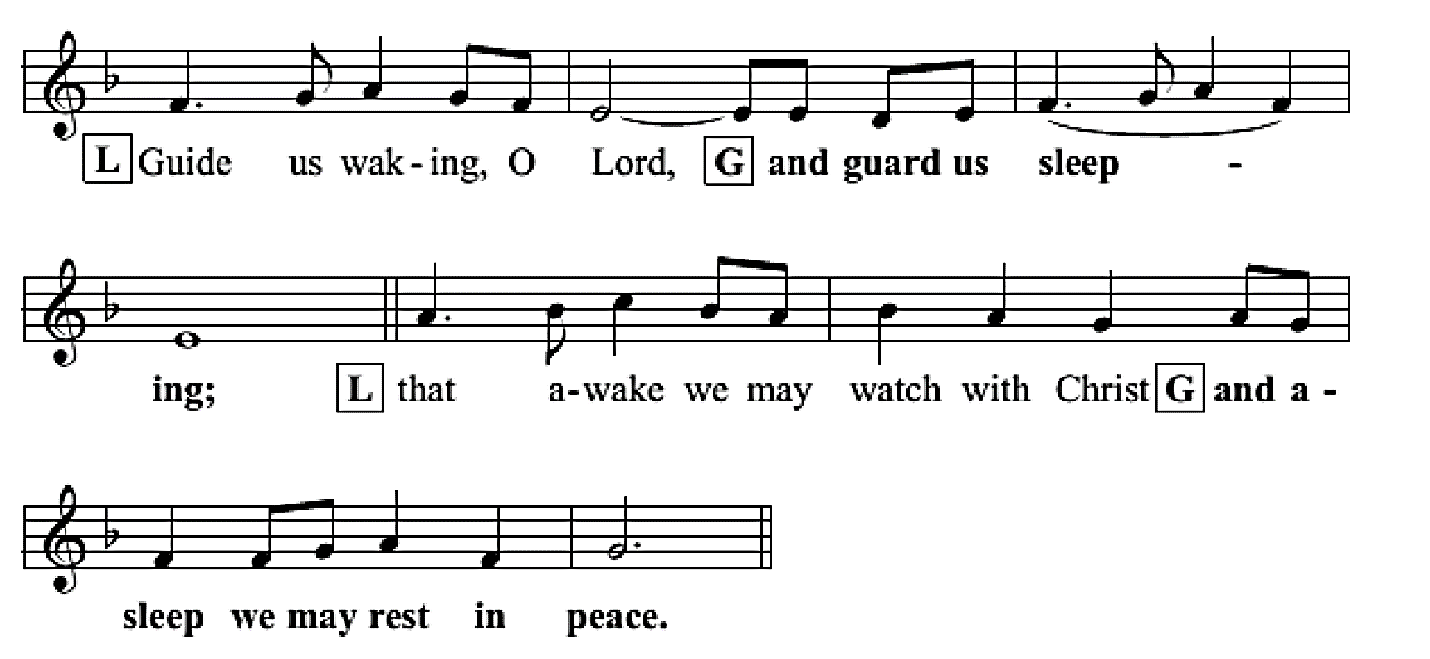 L Guide us wak - ing, O Lord, G and guard us sleep -
ing; L that a-wake we may watch with Christ G and a -
sleep we may rest in peace.